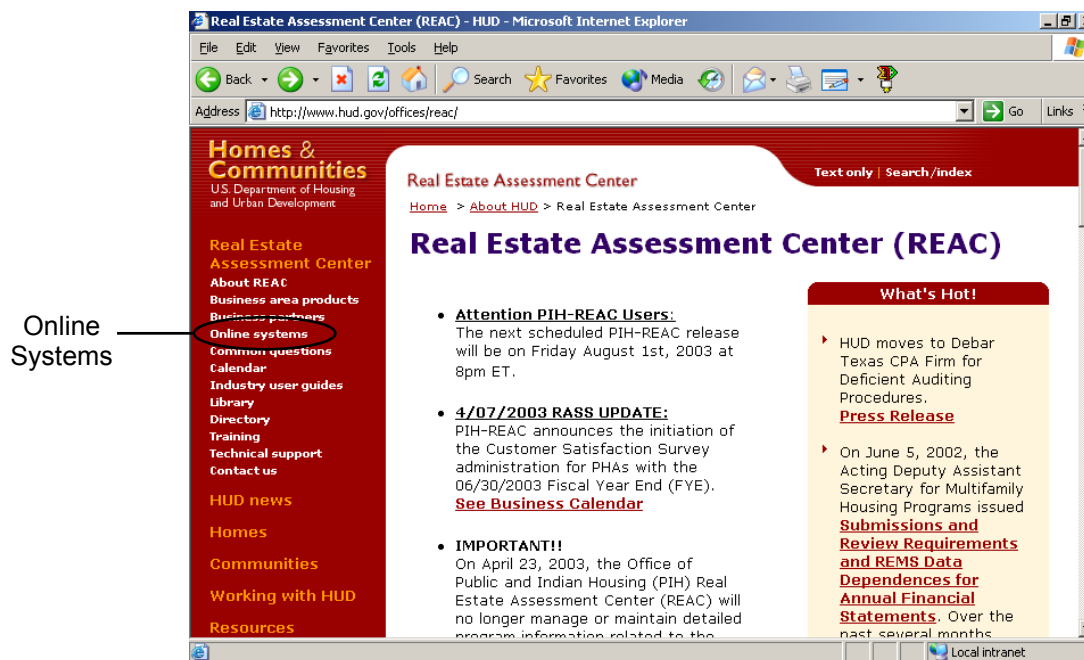 Real Estate Assessment Center (REAC) - HUD - Microsoft Internet Explorer
File Edit View Favorites Tools Help
Back Search Favorites Media
Address http://www.hud.gov/offices/reac/ Go Links
Homes &
Communities
U.S. Department of Housing
and Urban Development
Real Estate Assessment Center
Text only | Search/index
Home > About HUD > Real Estate Assessment Center
Real Estate Assessment Center (REAC)
Real Estate
Assessment Center
About REAC
Business area products
Business partners
Online systems
Common questions
Calendar
Industry user guides
Library
Directory
Training
Technical support
Contact us
HUD news
Homes
Communities
Working with HUD
Resources
Online
Systems
• Attention PIH-REAC Users:
The next scheduled PIH-REAC release
will be on Friday August 1st, 2003 at
8pm ET.
• 4/07/2003 RASS UPDATE:
PIH-REAC announces the initiation of
the Customer Satisfaction Survey
administration for PHAs with the
06/30/2003 Fiscal Year End (FYE).
See Business Calendar
• IMPORTANT!!
On April 23, 2003, the Office of
Public and Indian Housing (PIH) Real
Estate Assessment Center (REAC) will
no longer manage or maintain detailed
program information related to the
What's Hot!
HUD moves to Debar
Texas CPA Firm for
Deficient Auditing
Procedures.
Press Release
On June 5, 2002, the
Acting Deputy Assistant
Secretary for Multifamily
Housing Programs issued
Submissions and
Review Requirements
and REMS Data
Dependences for
Annual Financial
Statements. Over the
past several months
Local intranet